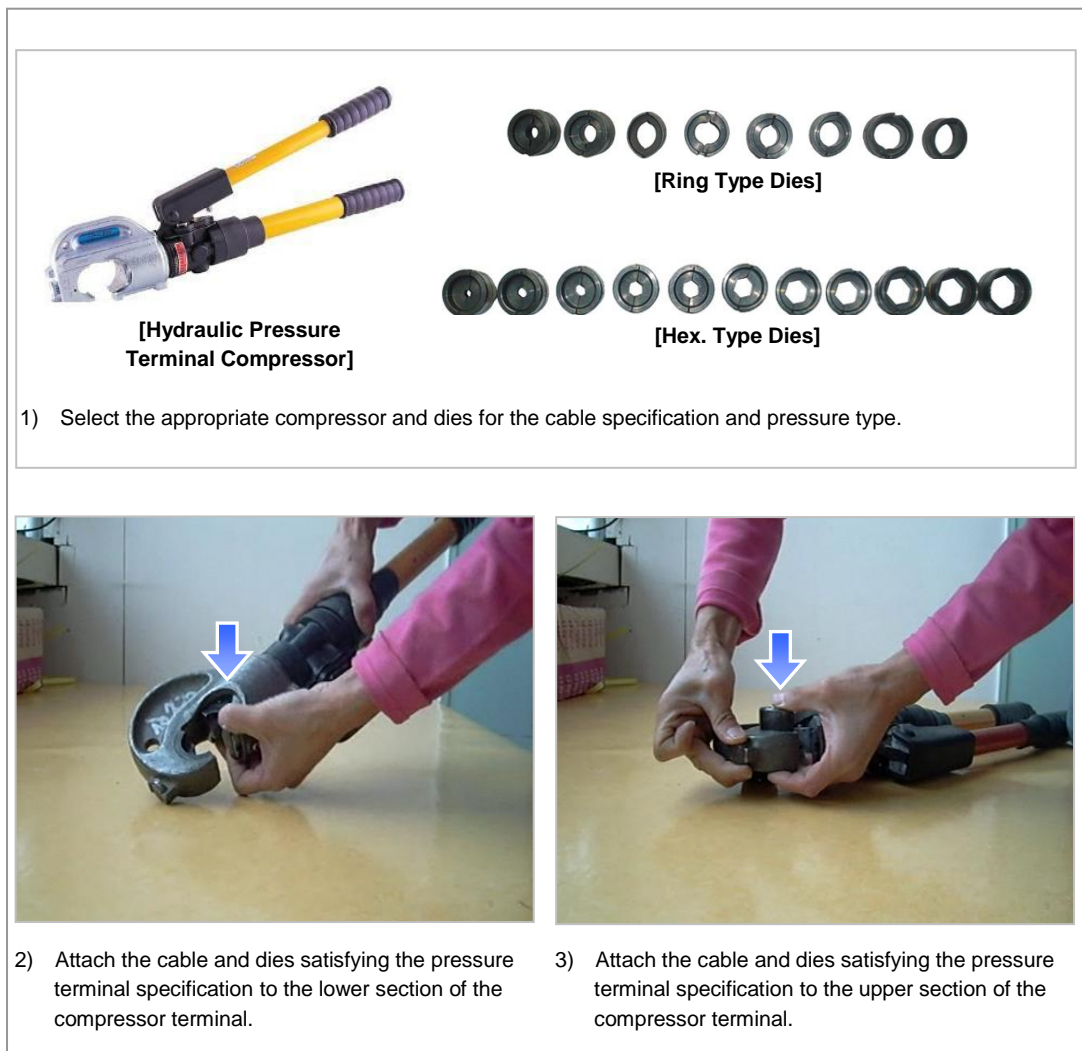 [Ring Type Dies]
[Hydraulic Pressure
Terminal Compressor]
[Hex. Type Dies]
1) Select the appropriate compressor and dies for the cable specification and pressure type.
2) Attach the cable and dies satisfying the pressure
terminal specification to the lower section of the
compressor terminal.
3) Attach the cable and dies satisfying the pressure
terminal specification to the upper section of the
compressor terminal.